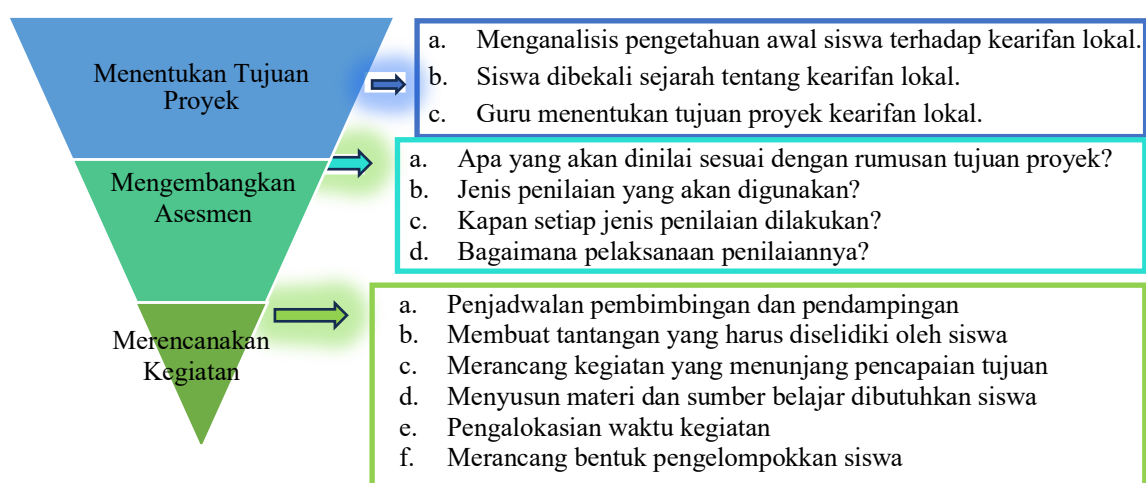 Menentukan Tujuan
Proyek
a. Menganalisis pengetahuan awal siswa terhadap kearifan lokal.
b. Siswa dibekali sejarah tentang kearifan lokal.
c. Guru menentukan tujuan proyek kearifan lokal.
Mengembangkan
Asesmen
a. Apa yang akan dinilai sesuai dengan rumusan tujuan proyek?
b. Jenis penilaian yang akan digunakan?
c. Kapan setiap jenis penilaian dilakukan?
d. Bagaimana pelaksanaan penilaiannya?
Merencanakan
Kegiatan
a. Penjadwalan pembimbingan dan pendampingan
b. Membuat tantangan yang harus diselidiki oleh siswa
c. Merancang kegiatan yang menunjang pencapaian tujuan
d. Menyusun materi dan sumber belajar dibutuhkan siswa
e. Pengalokasian waktu kegiatan
f. Merancang bentuk pengelompokkan siswa